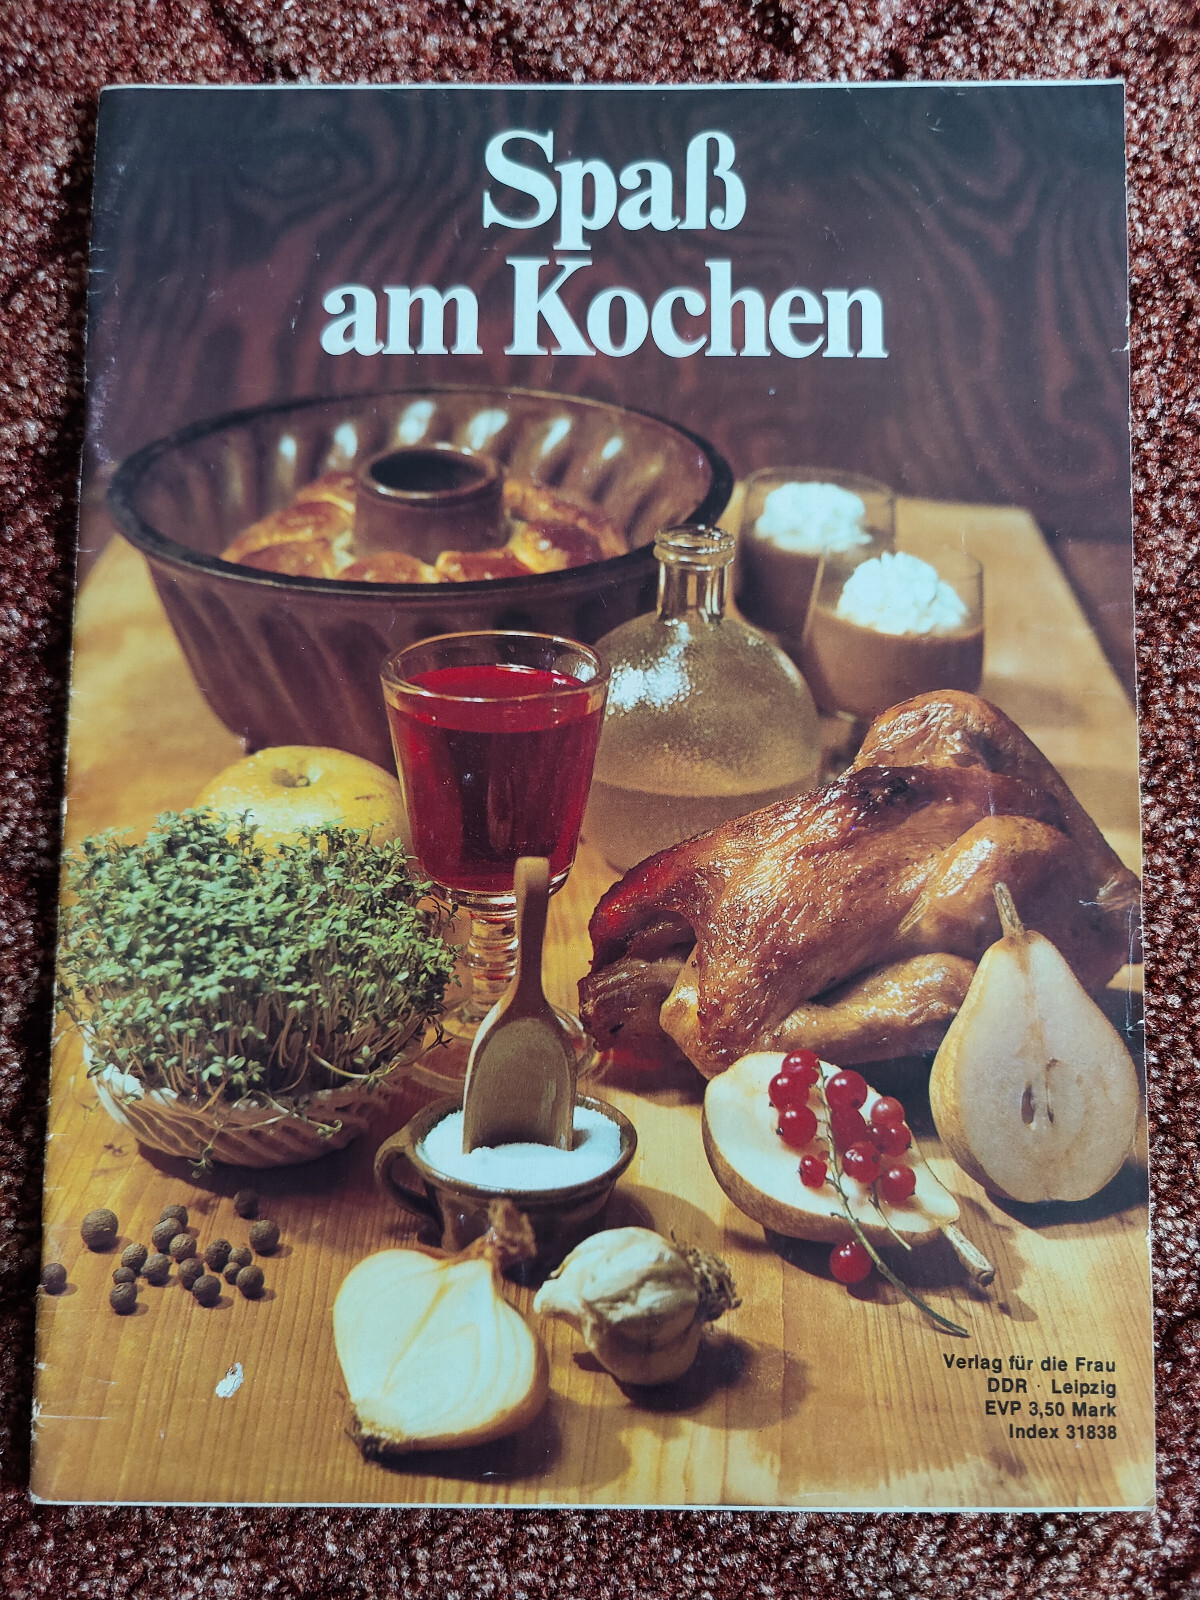 Spaß
am Kochen
Verlag für die Frau
DDR · Leipzig
EVP 3,50 Mark
Index 31838